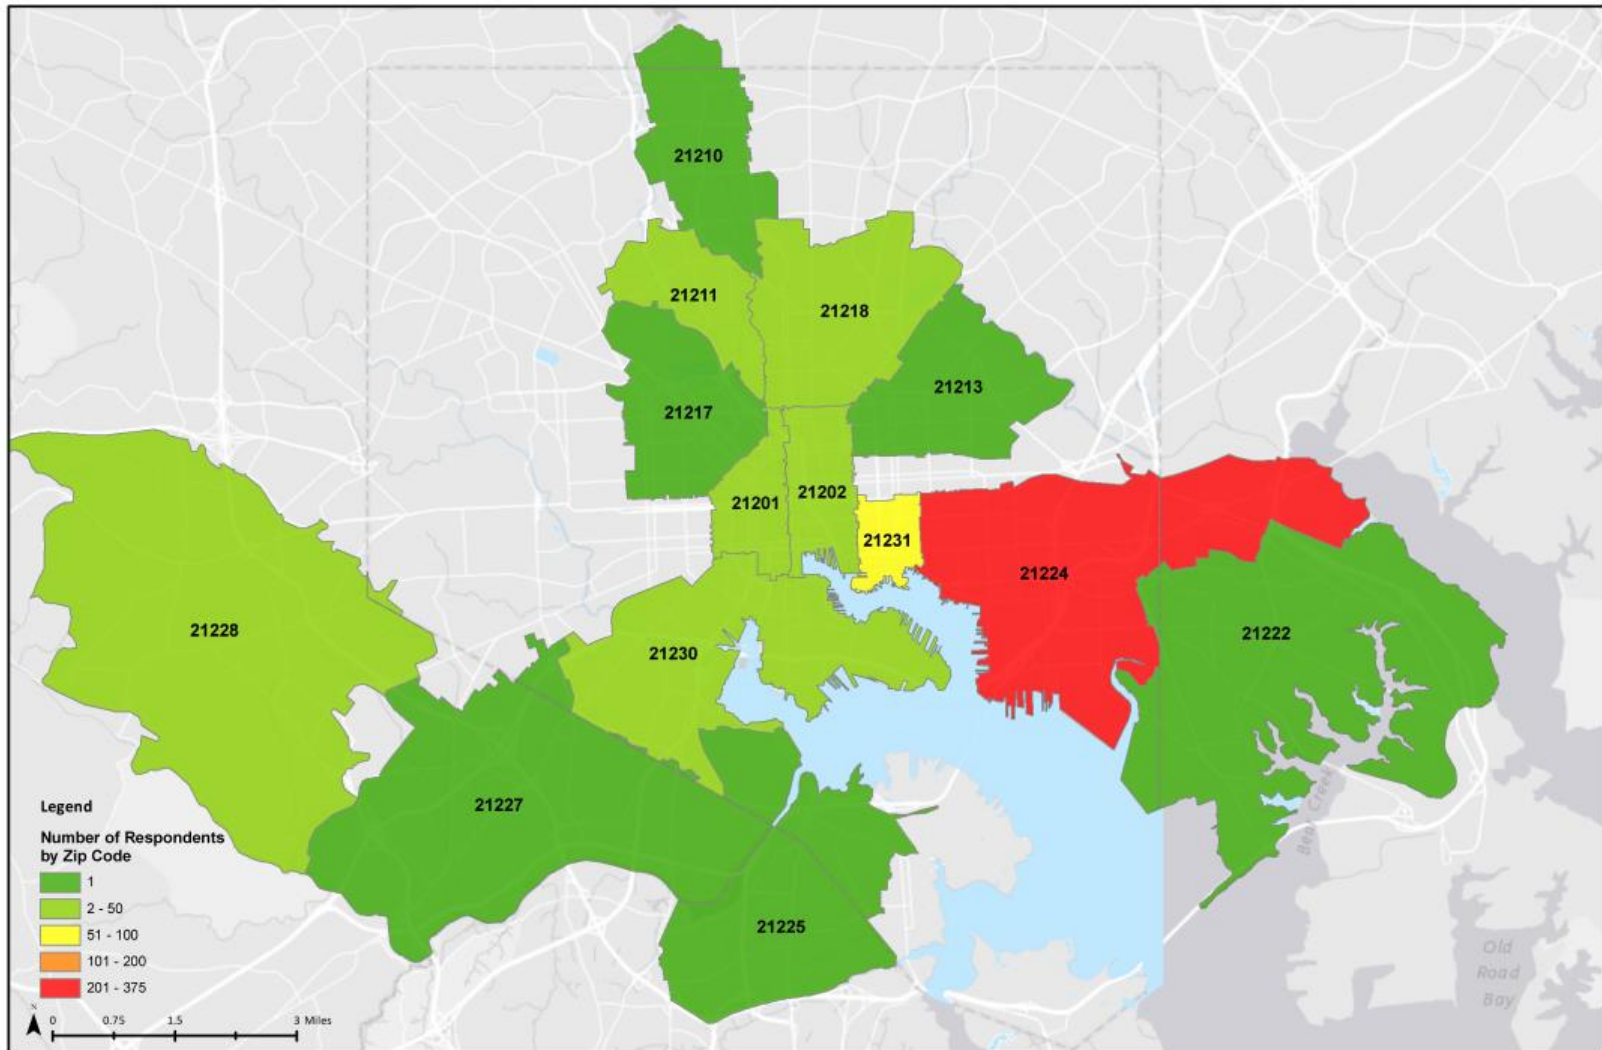 21210
21211
21218
21213
21217
21201
21202
21231
21224
21228
21230
21222
21227
21225
Bear Creek
Old
Road
Bay
Legend
Number of Respondents
by Zip Code
1
2 - 50
51 - 100
101 - 200
201 - 375
N
0 0.75 1.5 3 Miles